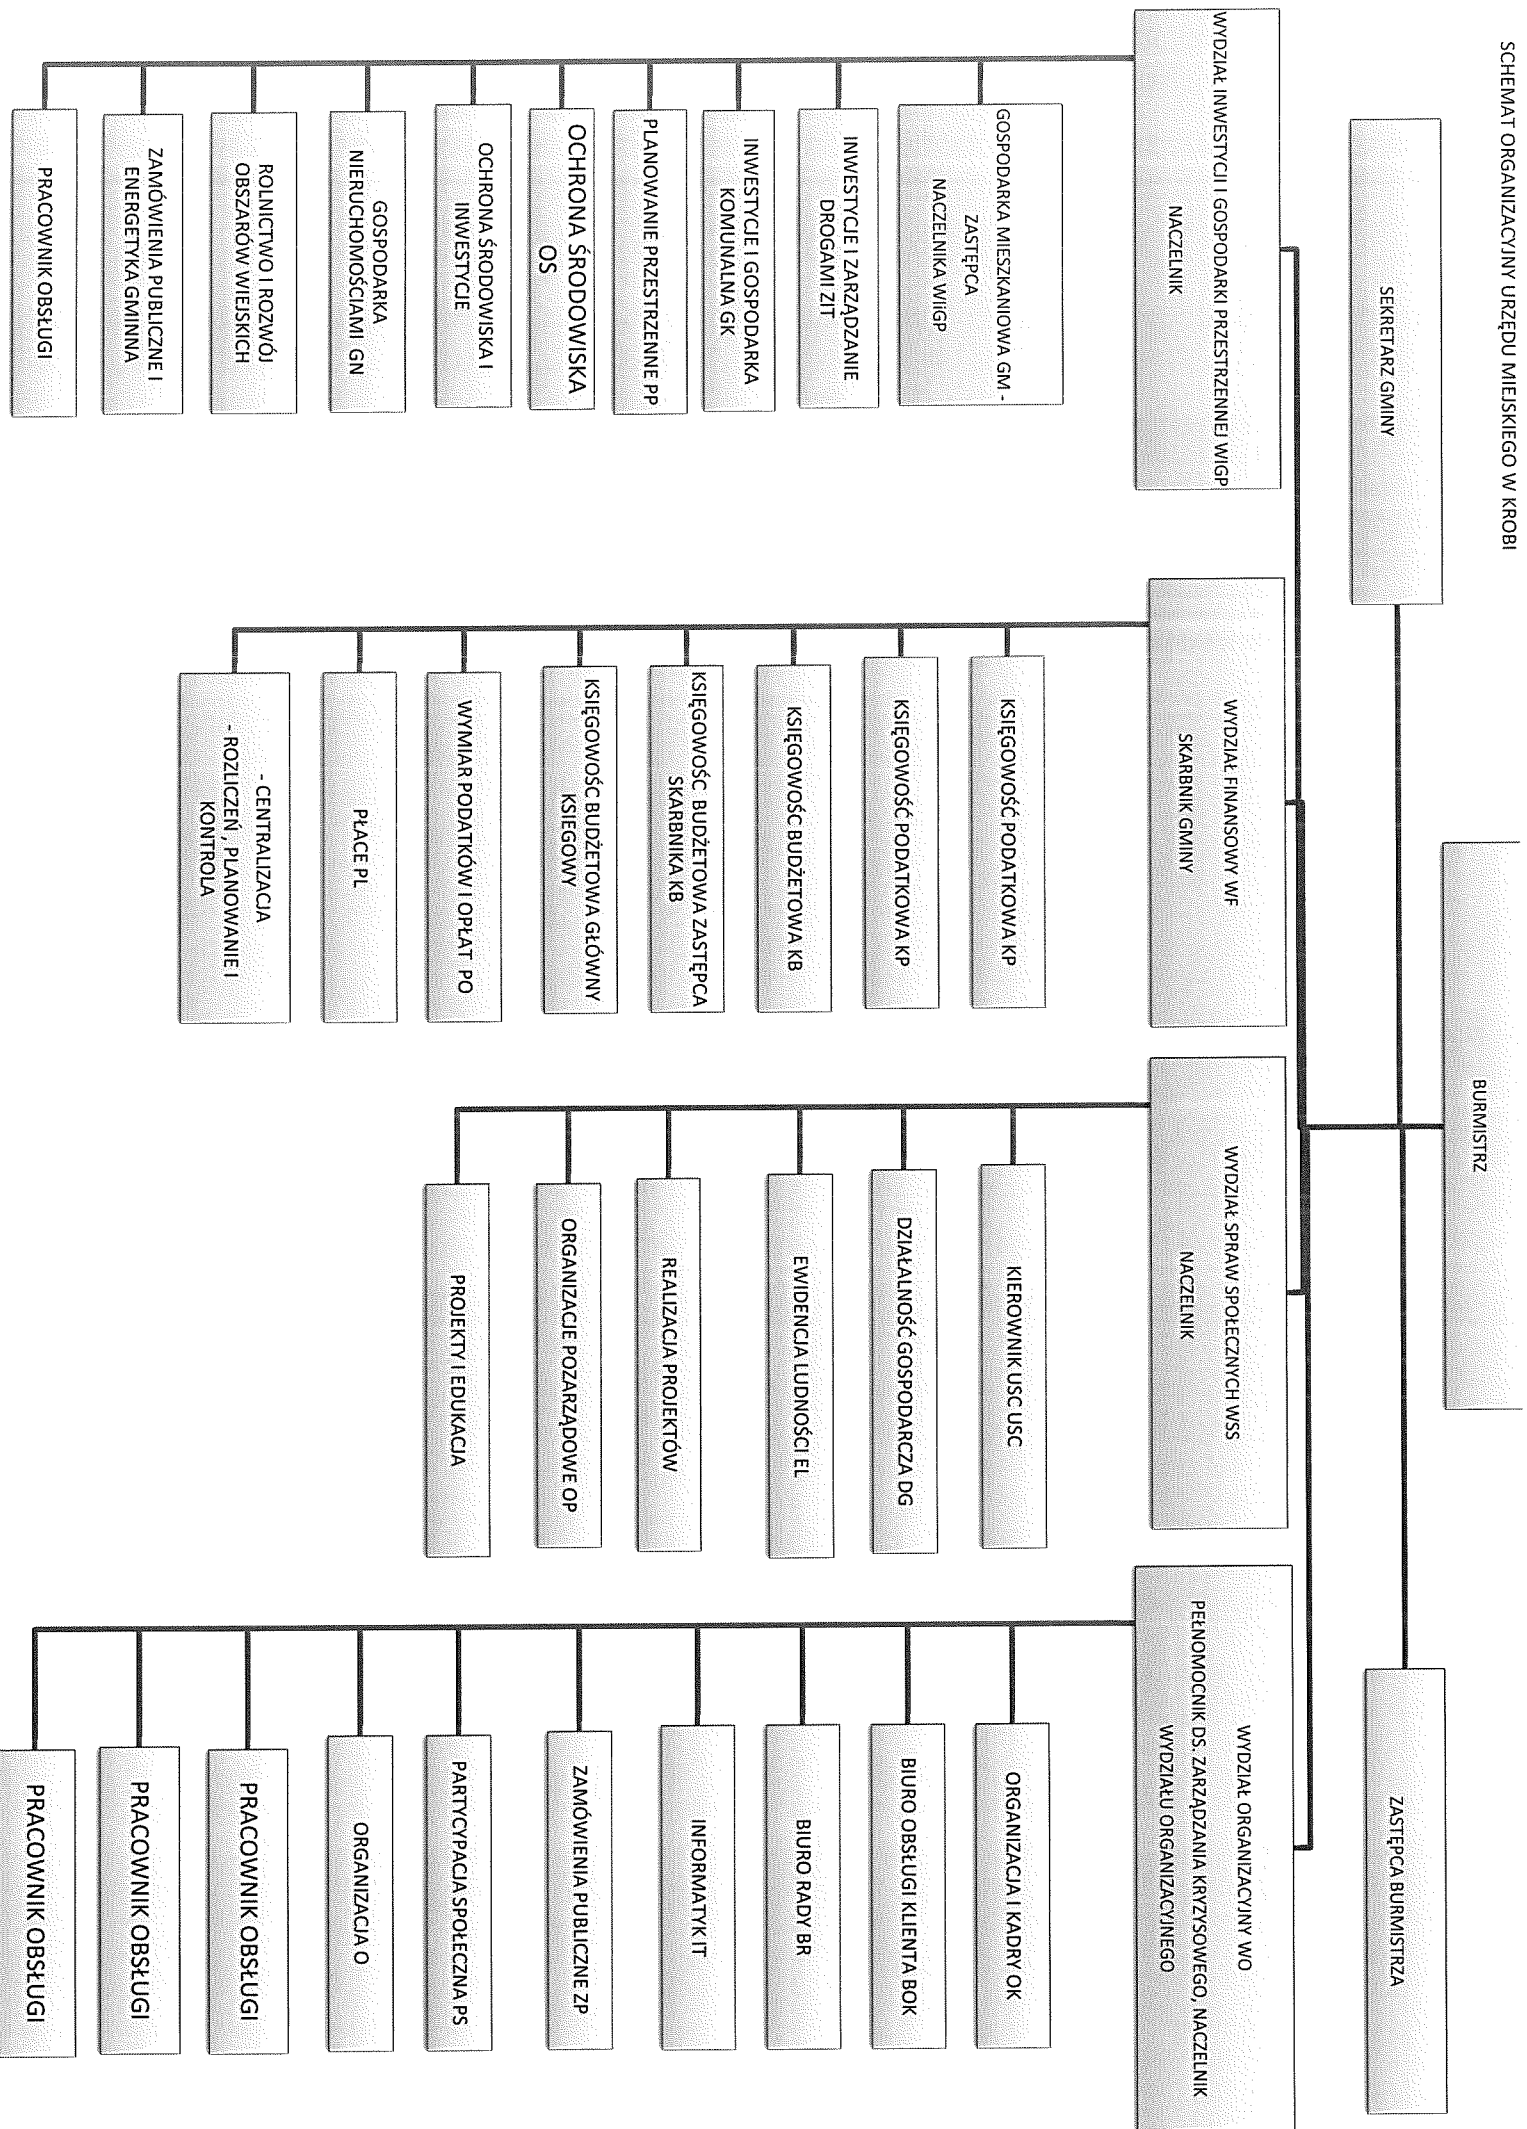 SCHEMAT ORGANIZACYJNY URZĘDU MIEJSKIEGO W KROBI
BURMISTRZ
SEKRETARZ GMINY
ZASTĘPCA BURMISTRZA
WYDZIAŁ INWESTYCJI I GOSPODARKI PRZESTRZENNEJ WIGP
NACZELNIK
GOSPODARKA MIESZKANIOWA GM -
ZASTĘPCA
NACZELNIKA WIiGP
INWESTYCJE I ZARZĄDZANIE
DROGAMI ZIT
INWESTYCJE I GOSPODARKA
KOMUNALNA GK
PLANOWANIE PRZESTRZENNE PP
OCHRONA ŚRODOWISKA
OS
OCHRONA ŚRODOWISKA I
INWESTYCJE
GOSPODARKA
NIERUCHOMOŚCIAMI GN
ROLNICTWO I ROZWÓJ
OBSZARÓW WIEJSKICH
ZAMÓWIENIA PUBLICZNE I
ENERGETYKA GMINNA
PRACOWNIK OBSŁUGI
WYDZIAŁ FINANSOWY WF
SKARBNIK GMINY
KSIĘGOWOŚĆ PODATKOWA KP
KSIĘGOWOŚĆ PODATKOWA KP
KSIĘGOWOŚĆ BUDŻETOWA KB
KSIĘGOWOŚĆ BUDŻETOWA ZASTĘPCA
SKARBNIKA KB
KSIĘGOWOŚĆ BUDŻETOWA GŁÓWNY
KSIEGOWY
WYMIAR PODATKÓW I OPŁAT PO
PŁACE PL
- CENTRALIZACJA
- ROZLICZEŃ , PLANOWANIE I
KONTROLA
WYDZIAŁ SPRAW SPOŁECZNYCH WSS
NACZELNIK
KIEROWNIK USC USC
DZIAŁALNOŚĆ GOSPODARCZA DG
EWIDENCJA LUDNOŚCI EL
REALIZACJA PROJEKTÓW
ORGANIZACJE POZARZĄDOWE OP
PROJEKTY I EDUKACJA
WYDZIAŁ ORGANIZACYJNY WO
PEŁNOMOCNIK DS. ZARZĄDZANIA KRYZYSOWEGO, NACZELNIK
WYDZIAŁU ORGANIZACYJNEGO
ORGANIZACJA I KADRY OK
BIURO OBSŁUGI KLIENTA BOK
BIURO RADY BR
INFORMATYK IT
ZAMÓWIENIA PUBLICZNE ZP
PARTYCYPACJA SPOŁECZNA PS
ORGANIZACJA O
PRACOWNIK OBSŁUGI
PRACOWNIK OBSŁUGI
PRACOWNIK OBSŁUGI